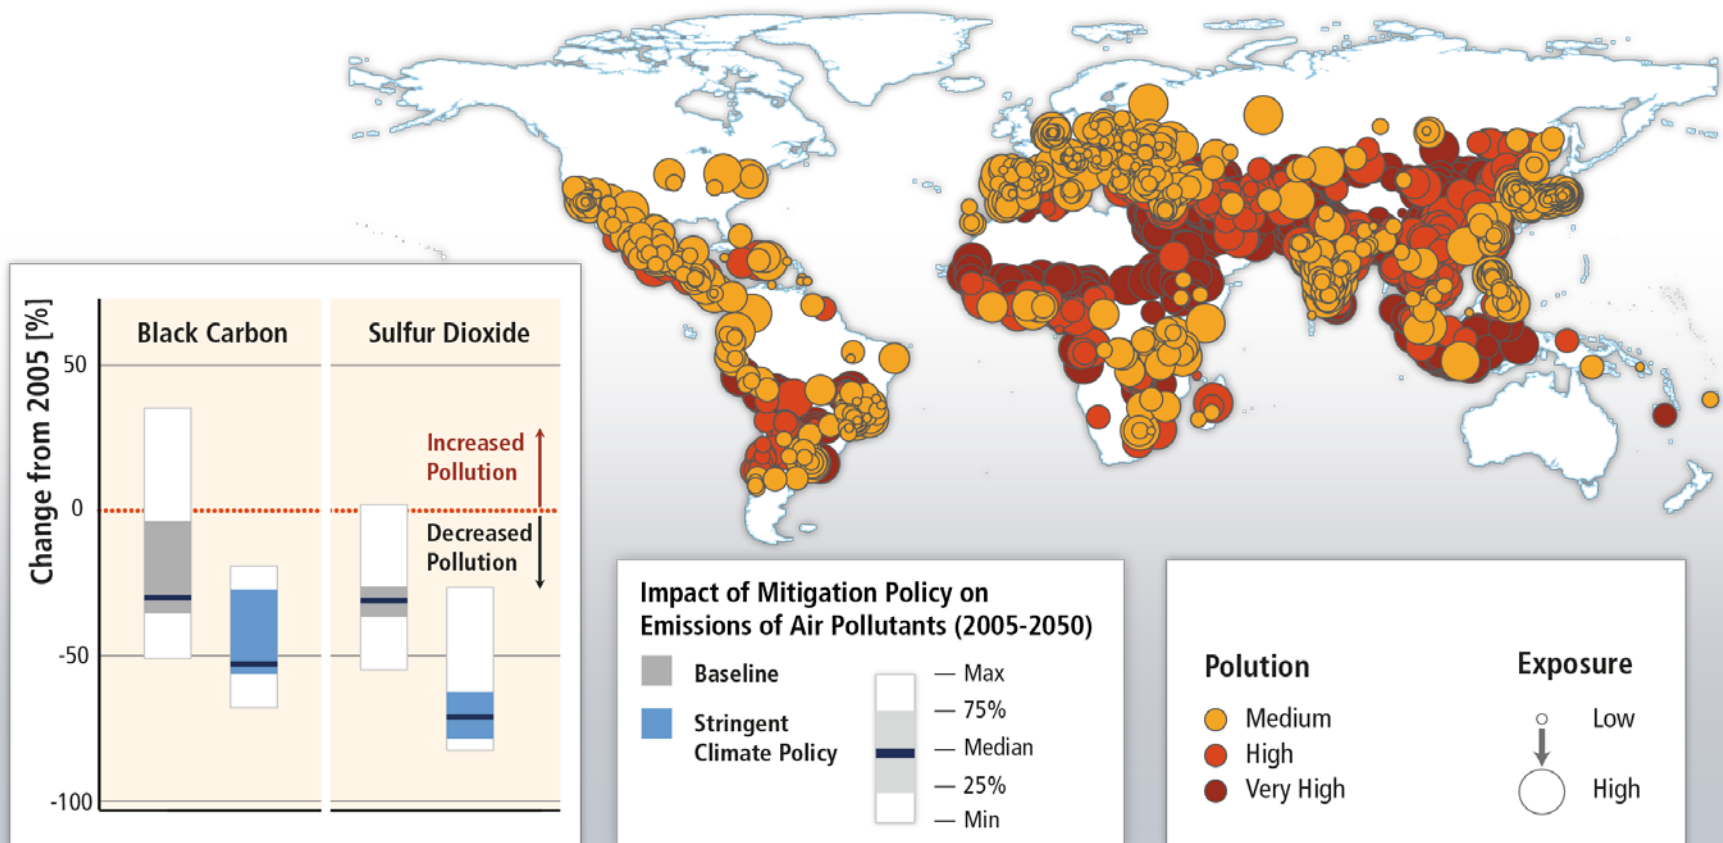 Change from 2005 [%]
50
0
-50
-100
Black Carbon
Sulfur Dioxide
Increased
Pollution
Decreased
Pollution
Impact of Mitigation Policy on
Emissions of Air Pollutants (2005-2050)
Baseline
Stringent
Climate Policy
Max
75%
Median
25%
Min
Polution
Medium
High
Very High
Exposure
Low
High